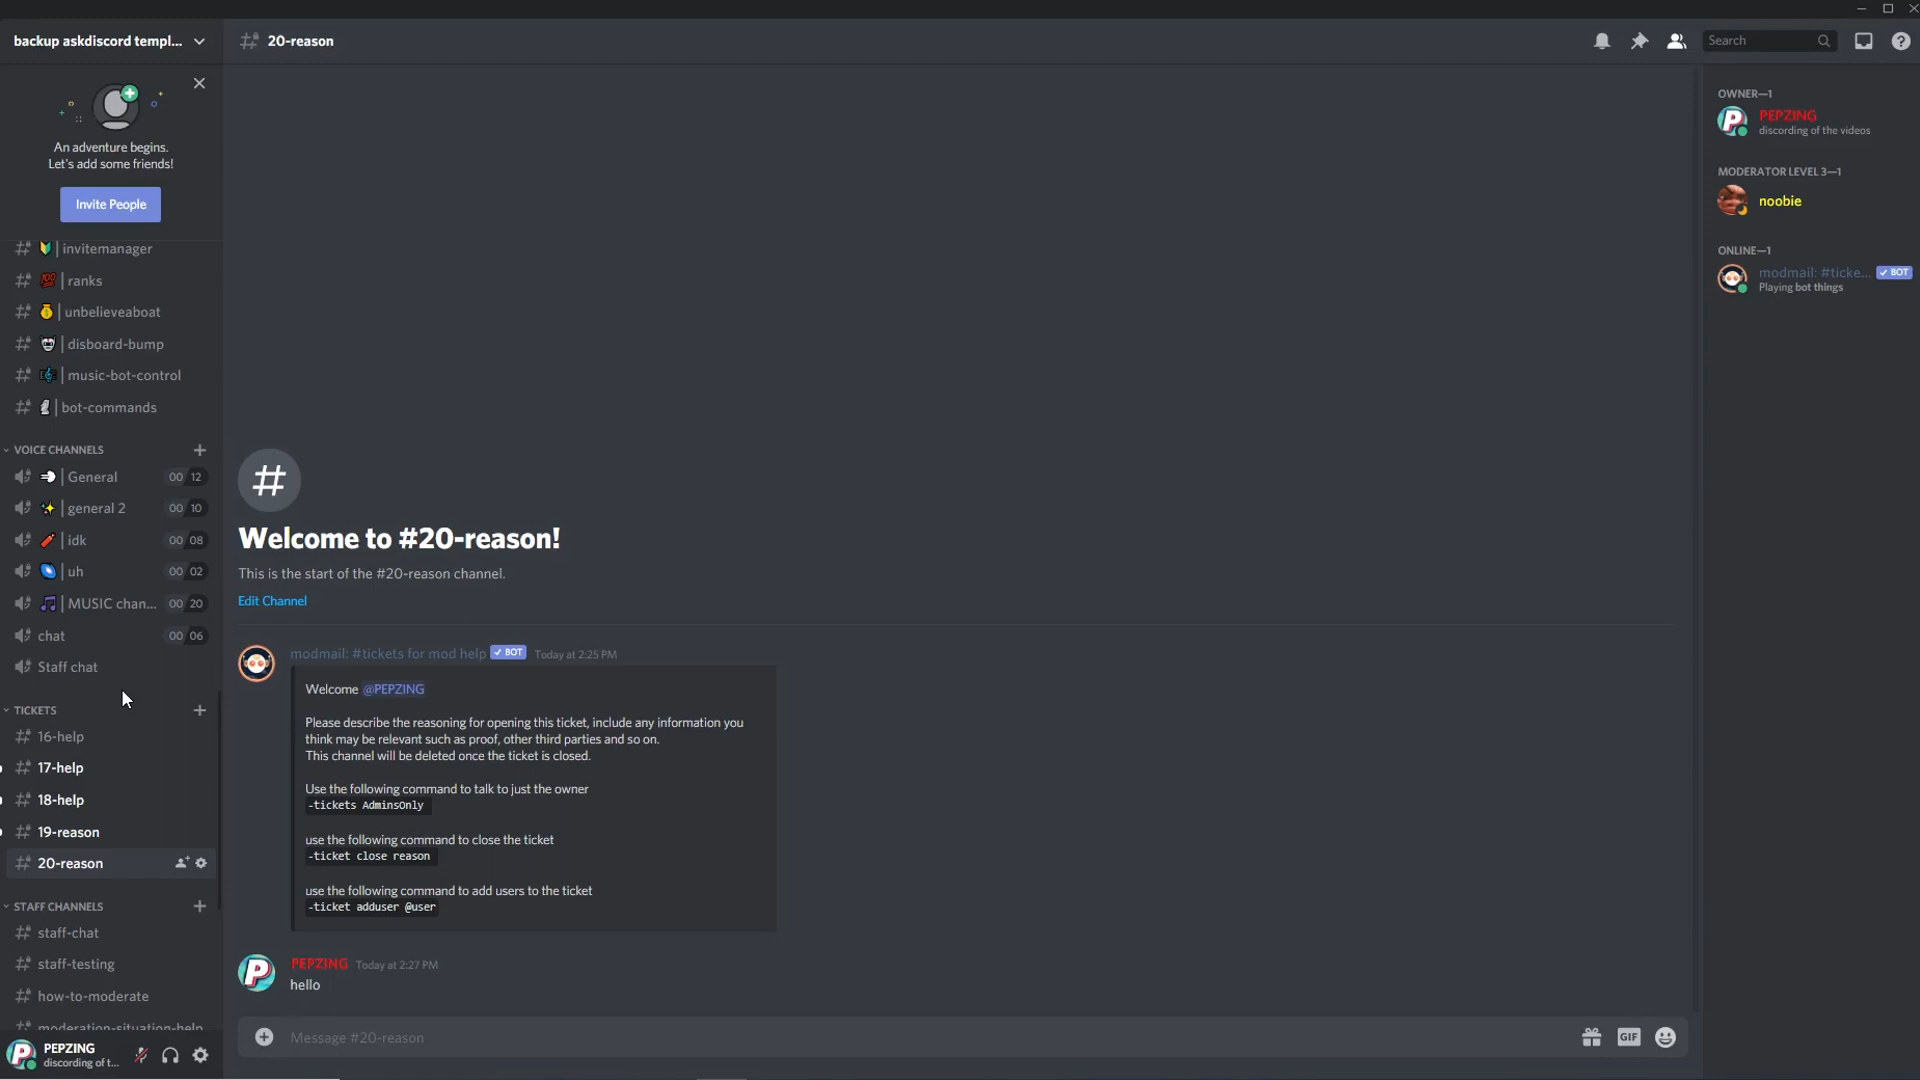 backup askdiscord templ...
20-reason
Search
An adventure begins.
Let's add some friends!
Invite People
invitemanager
ranks
unbelieveaboat
disboard-bump
music-bot-control
bot-commands
VOICE CHANNELS
General 00 12
general 2 00 10
idk 00 08
uh 00 02
MUSIC chan... 00 20
chat 00 06
Staff chat
TICKETS
16-help
17-help
18-help
19-reason
20-reason
STAFF CHANNELS
staff-chat
staff-testing
how-to-moderate
moderation-situation-help
PEPZING
discording of t...
Welcome to #20-reason!
This is the start of the #20-reason channel.
Edit Channel
modmail: #tickets for mod help BOT Today at 2:25 PM
Welcome @PEPZING
Please describe the reasoning for opening this ticket, include any information you
think may be relevant such as proof, other third parties and so on.
This channel will be deleted once the ticket is closed.
Use the following command to talk to just the owner
-tickets AdminsOnly
use the following command to close the ticket
-ticket close reason
use the following command to add users to the ticket
-ticket adduser @user
PEPZING Today at 2:27 PM
hello
Message #20-reason
GIF
OWNER—1
PEPZING
discording of the videos
MODERATOR LEVEL 3—1
noobie
ONLINE—1
modmail: #ticke... BOT
Playing bot things